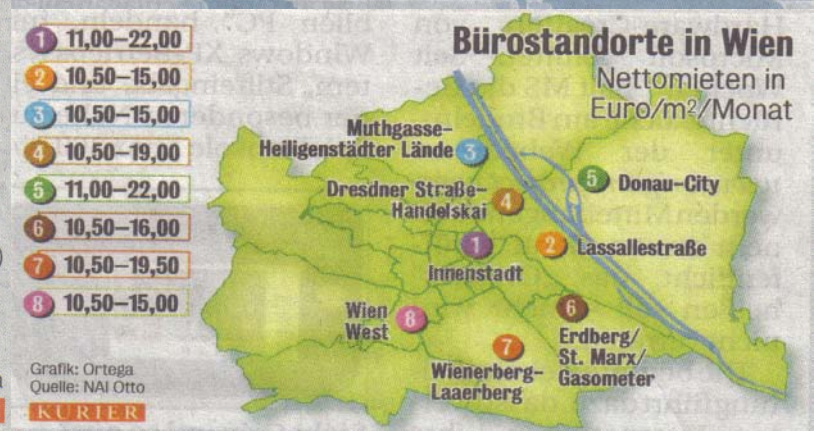 Bürostandorte in Wien
Nettomieten in
Euro/m²/Monat
1 11,00–22,00
2 10,50–15,00
3 10,50–15,00
4 10,50–19,00
5 11,00–22,00
6 10,50–16,00
7 10,50–19,50
8 10,50–15,00
Muthgasse–
Heiligenstädter Lände 3
5 Donau-City
Dresdner Straße–
Handelskai 4
1
Innenstadt
2 Lassallestraße
Wien
West 8
6
Erdberg/
St. Marx/
Gasometer
7
Wienerberg–
Laaerberg
Grafik: Ortega
Quelle: NAI Otto
KURIER